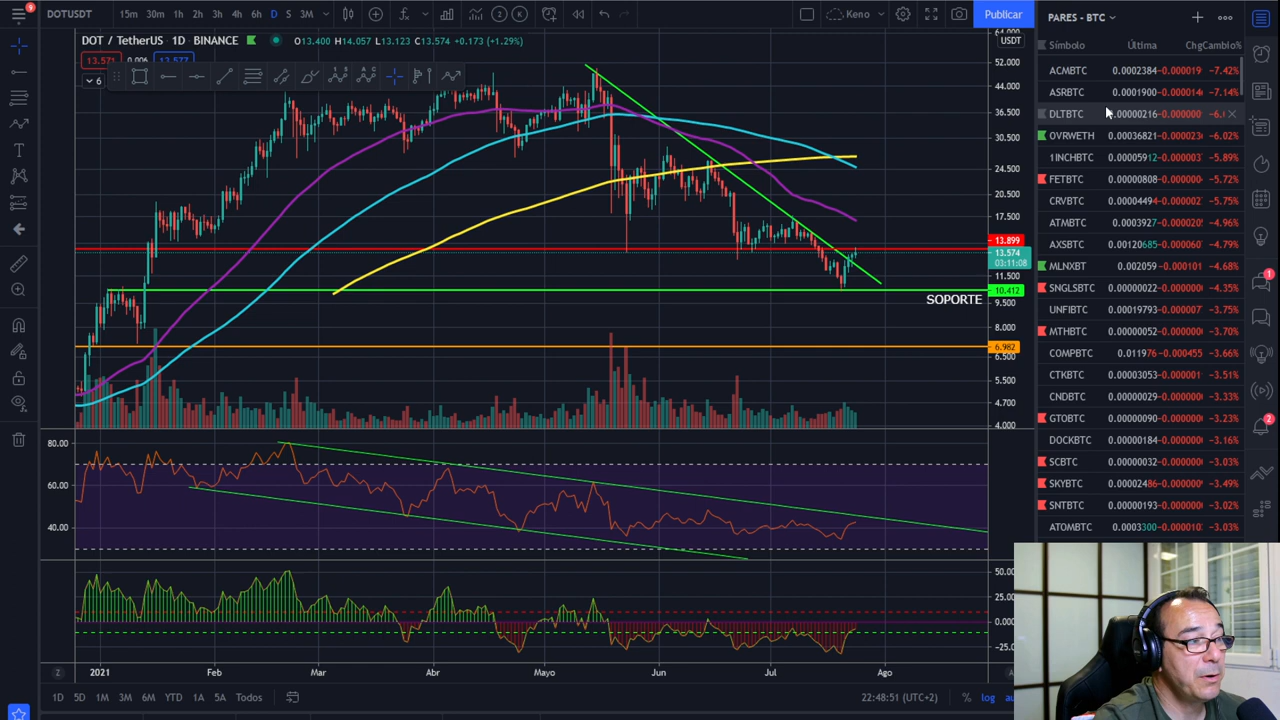 9
DOTUSDT 15m 30m 1h 2h 3h 4h 6h D S 3M 2 K Keno Publicar
DOT / TetherUS 1D BINANCE O13.400 H14.057 L13.123 C13.574 +0.173 (+1.29%)
13.571 0.006 13.577
6
USDT
64.000
52.000
44.000
36.500
30.500
24.500
20.500
17.500
13.899
13.574
03:11:08
11.500
10.412
9.500
8.000
6.982
6.500
5.500
4.700
4.000
SOPORTE
80.00
60.00
40.00
50.00
25.00
0.000
-25.00
Z 2021 Feb Mar Abr Mayo Jun Jul Ago
1D 5D 1M 3M 6M YTD 1A 5A Todos 22:48:51 (UTC+2) % log
PARES - BTC
Símbolo Última Chg Cambio%
ACMBTC 0.0002384 -0.000019 -7.42%
ASRBTC 0.0001900 -0.000014 -7.14%
DLTBTC 0.00000216 -0.000000 -6.
OVRWETH 0.00036821 -0.000023 -6.02%
1INCHBTC 0.00005912 -0.000003 -5.89%
FETBTC 0.00000808 -0.000000 -5.72%
CRVBTC 0.00004494 -0.000002 -5.75%
ATMBTC 0.0003927 -0.000020 -4.96%
AXSBTC 0.00120685 -0.000060 -4.79%
MLNXBT 0.002059 -0.000101 -4.68%
SNGLSBTC 0.00000022 -0.000000 -4.35%
UNFIBTC 0.00019793 -0.000007 -3.75%
MTHBTC 0.00000052 -0.000000 -3.70%
COMPBTC 0.011976 -0.000455 -3.66%
CTKBTC 0.00003053 -0.000001 -3.51%
CNDBTC 0.00000029 -0.000000 -3.33%
GTOBTC 0.00000090 -0.000000 -3.23%
DOCKBTC 0.00000184 -0.000000 -3.16%
SCBTC 0.00000032 -0.000000 -3.03%
SKYBTC 0.00002486 -0.000000 -3.49%
SNTBTC 0.00000193 -0.000000 -3.02%
ATOMBTC 0.0003300 -0.000010 -3.03%
1
2